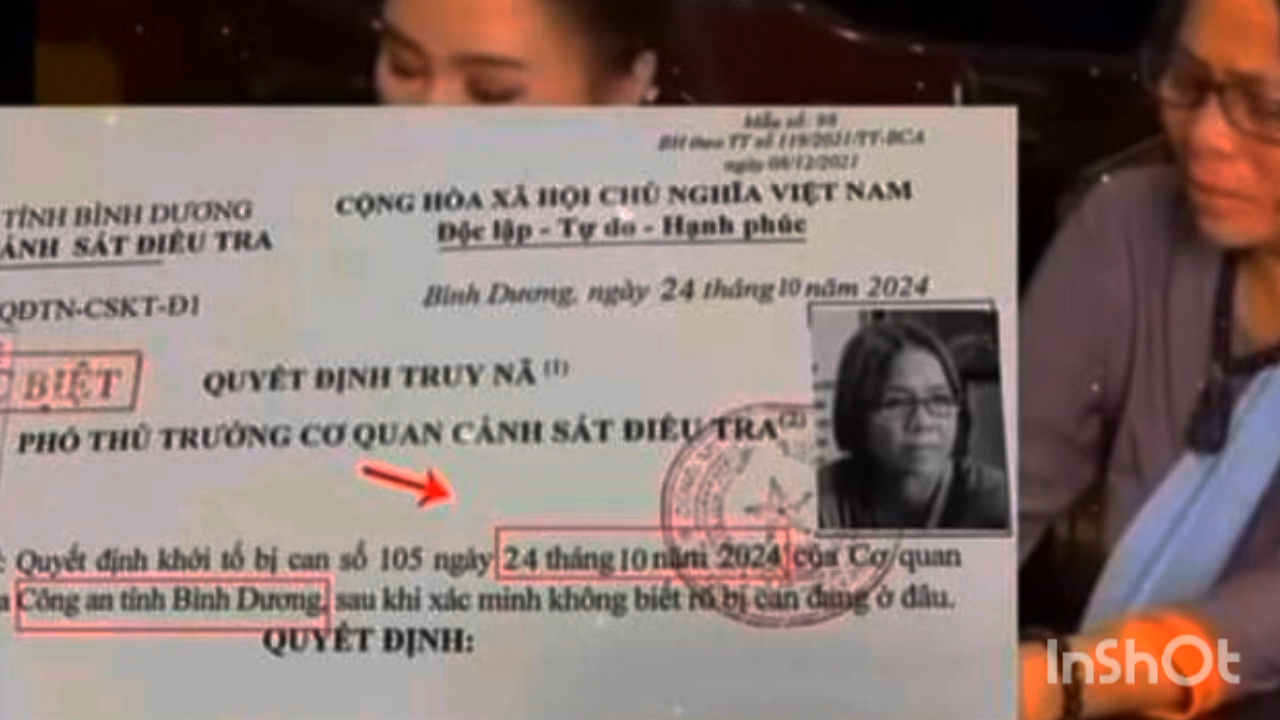 Mẫu số: 98
BH theo TT số 119/2021/TT-BCA
ngày 08/12/2021
TỈNH BÌNH DƯƠNG
CỘNG HÒA XÃ HỘI CHỦ NGHĨA VIỆT NAM
ẢNH SÁT ĐIỀU TRA
Độc lập - Tự do - Hạnh phúc
QĐTN-CSKT-Đ1
Bình Dương, ngày 24 tháng 10 năm 2024
C BIỆT
QUYẾT ĐỊNH TRUY NÃ (1)
PHÓ THỦ TRƯỞNG CƠ QUAN CẢNH SÁT ĐIỀU TRA (2)
Quyết định khởi tố bị can số 105 ngày 24 tháng 10 năm 2024 của Cơ quan
Công an tỉnh Bình Dương, sau khi xác minh không biết rõ bị can đang ở đâu.
QUYẾT ĐỊNH:
InShOt